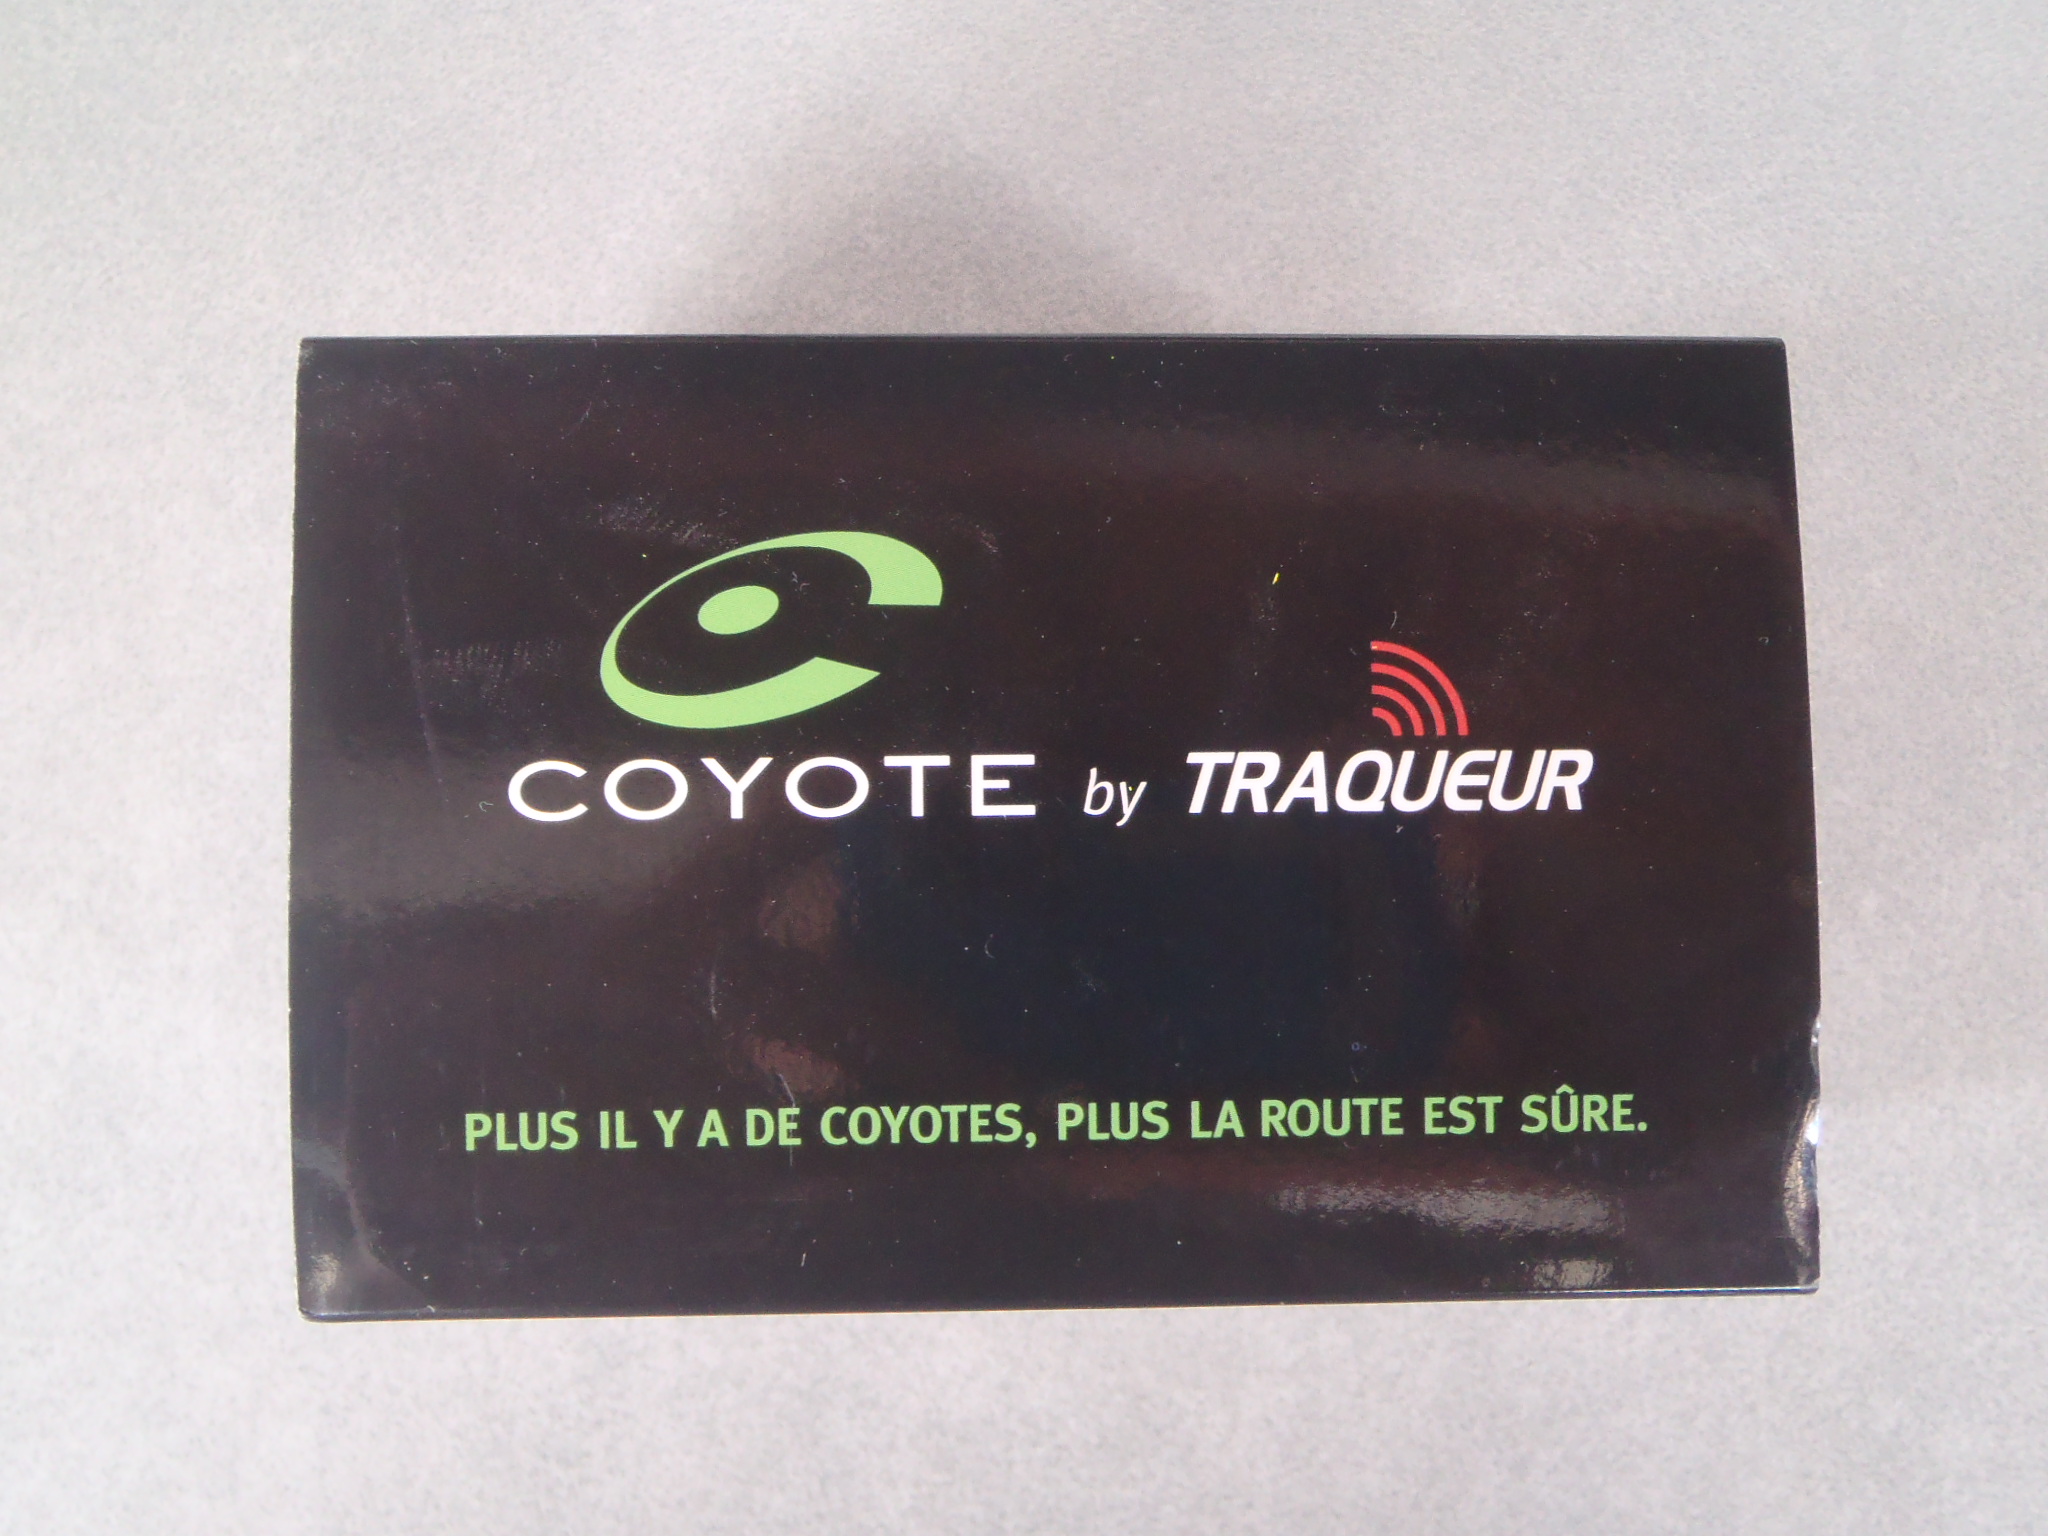 COYOTE by TRAQUEUR
PLUS IL Y A DE COYOTES, PLUS LA ROUTE EST SÛRE.